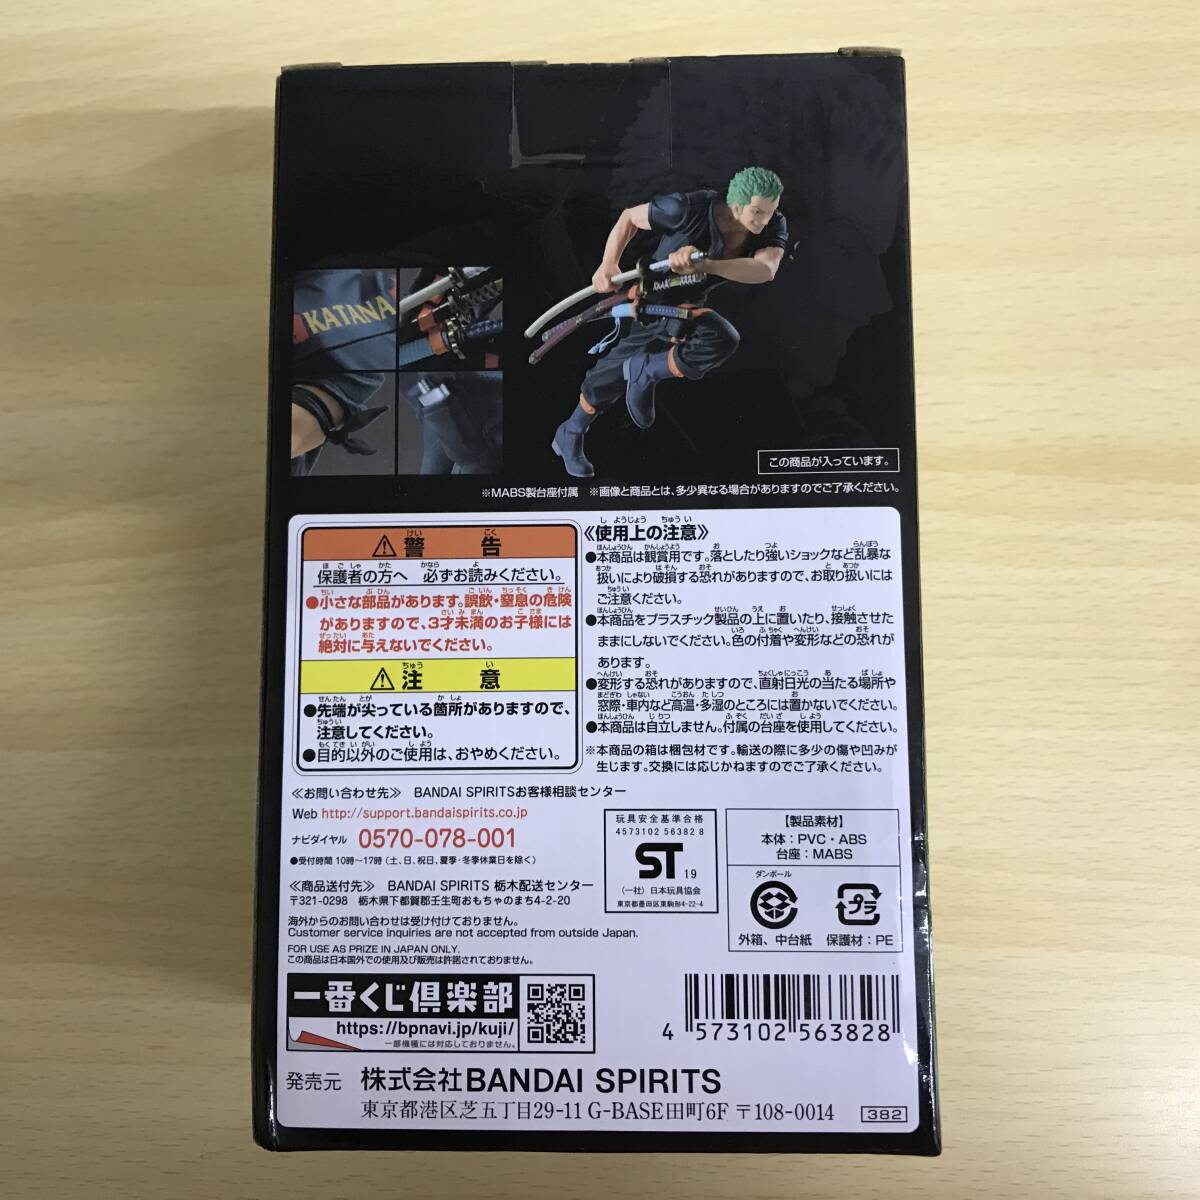 KATANA
この商品が入っています。
※MABS製台座付属 ※画像と商品とは、多少異なる場合がありますのでご了承ください。
警告
保護者の方へ 必ずお読みください。
●小さな部品があります。誤飲・窒息の危険
がありますので、3才未満のお子様には
絶対に与えないでください。
注意
●先端が尖っている箇所がありますので、
注意してください。
●目的以外のご使用は、おやめください。
《使用上の注意》
●本商品は観賞用です。落としたり強いショックなど乱暴な
扱いにより破損する恐れがありますので、お取り扱いには
ご注意ください。
●本商品をプラスチック製品の上に置いたり、接触させた
ままにしないでください。色の付着や変形などの恐れが
あります。
●変形する恐れがありますので、直射日光の当たる場所や
窓際・車内など高温・多湿のところには置かないでください。
●本商品は自立しません。付属の台座を使用してください。
※本商品の箱は梱包材です。輸送の際に多少の傷や凹みが
生じます。交換には応じかねますのでご了承ください。
≪お問い合わせ先≫ BANDAI SPIRITSお客様相談センター
Web http://support.bandaispirits.co.jp
ナビダイヤル 0570-078-001
●受付時間 10時～17時(土、日、祝日、夏季・冬季休業日を除く)
≪商品送付先≫ BANDAI SPIRITS 栃木配送センター
〒321-0298 栃木県下都賀郡壬生町おもちゃのまち4-2-20
海外からのお問い合わせは受け付けておりません。
Customer service inquiries are not accepted from outside Japan.
FOR USE AS PRIZE IN JAPAN ONLY.
この商品は日本国外での使用及び販売は許諾されておりません。
玩具安全基準合格
4573102 56382 8
ST 19
(一社)日本玩具協会
東京都墨田区東駒形4-22-4
【製品素材】
本体:PVC・ABS
台座:MABS
ダンボール
外箱、中台紙
プラ
保護材:PE
一番くじ倶楽部
https://bpnavi.jp/kuji/
一部機種には対応しておりません。
4 573102 563828
発売元 株式会社BANDAI SPIRITS
東京都港区芝五丁目29-11 G-BASE田町6F 〒108-0014
382